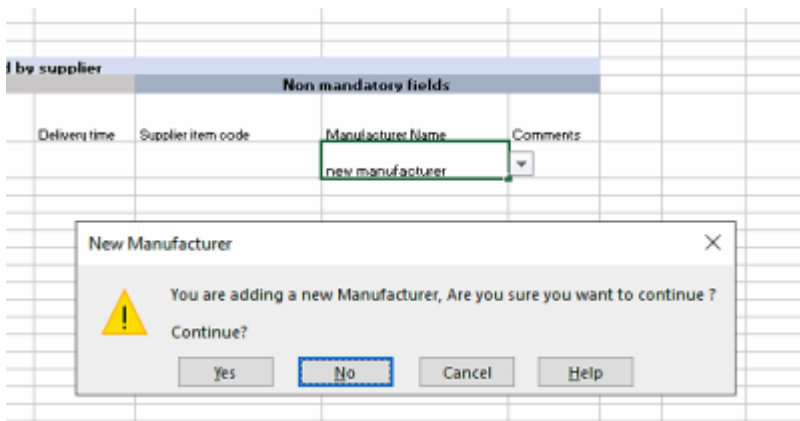 d by supplier
Non mandatory fields
Delivery time Supplier item code Manufacturer Name Comments
new manufacturer
New Manufacturer
You are adding a new Manufacturer, Are you sure you want to continue ?
Continue?
Yes No Cancel Help